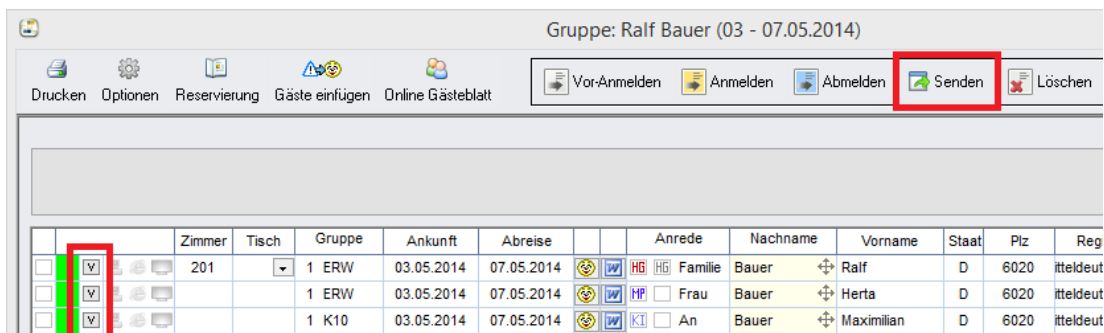 Gruppe: Ralf Bauer (03 - 07.05.2014)
Drucken Optionen Reservierung Gäste einfügen Online Gästeblatt Vor-Anmelden Anmelden Abmelden Senden Löschen
Zimmer Tisch Gruppe Ankunft Abreise Anrede Nachname Vorname Staat Plz Reg
V 201 1 ERW 03.05.2014 07.05.2014 W HG HG Familie Bauer Ralf D 6020 itteldeut
V 1 ERW 03.05.2014 07.05.2014 W MP Frau Bauer Herta D 6020 itteldeut
V 1 K10 03.05.2014 07.05.2014 W KI An Bauer Maximilian D 6020 itteldeut